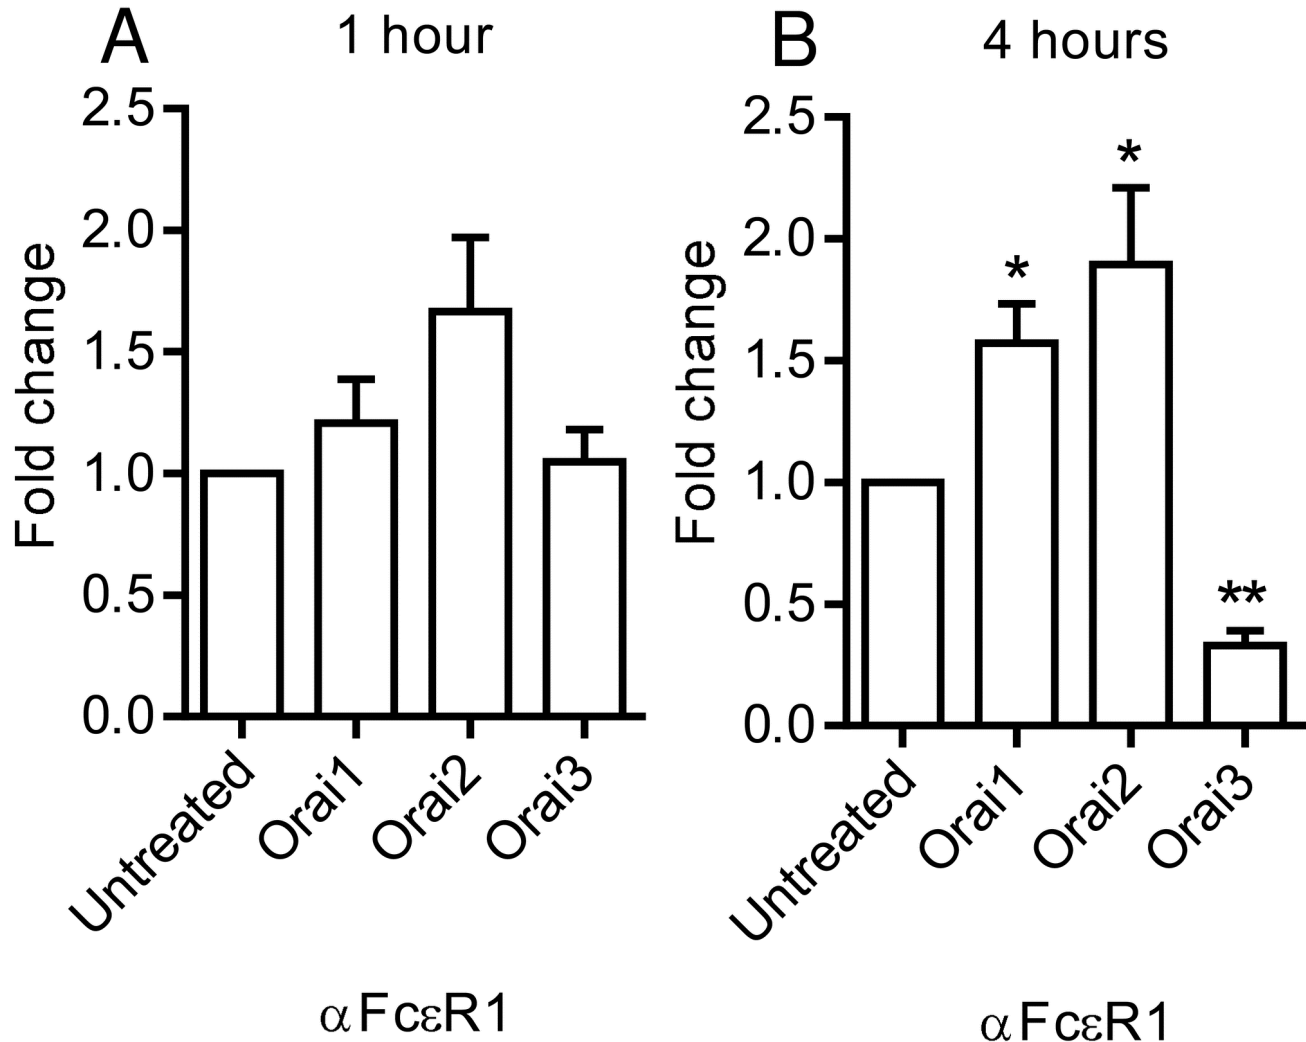 A
1 hour
2.5
2.0
1.5
1.0
0.5
0.0
Fold change
Untreated
Orai1
Orai2
Orai3
αFcεR1
B
4 hours
2.5
2.0
1.5
1.0
0.5
0.0
Fold change
*
*
**
Untreated
Orai1
Orai2
Orai3
αFcεR1